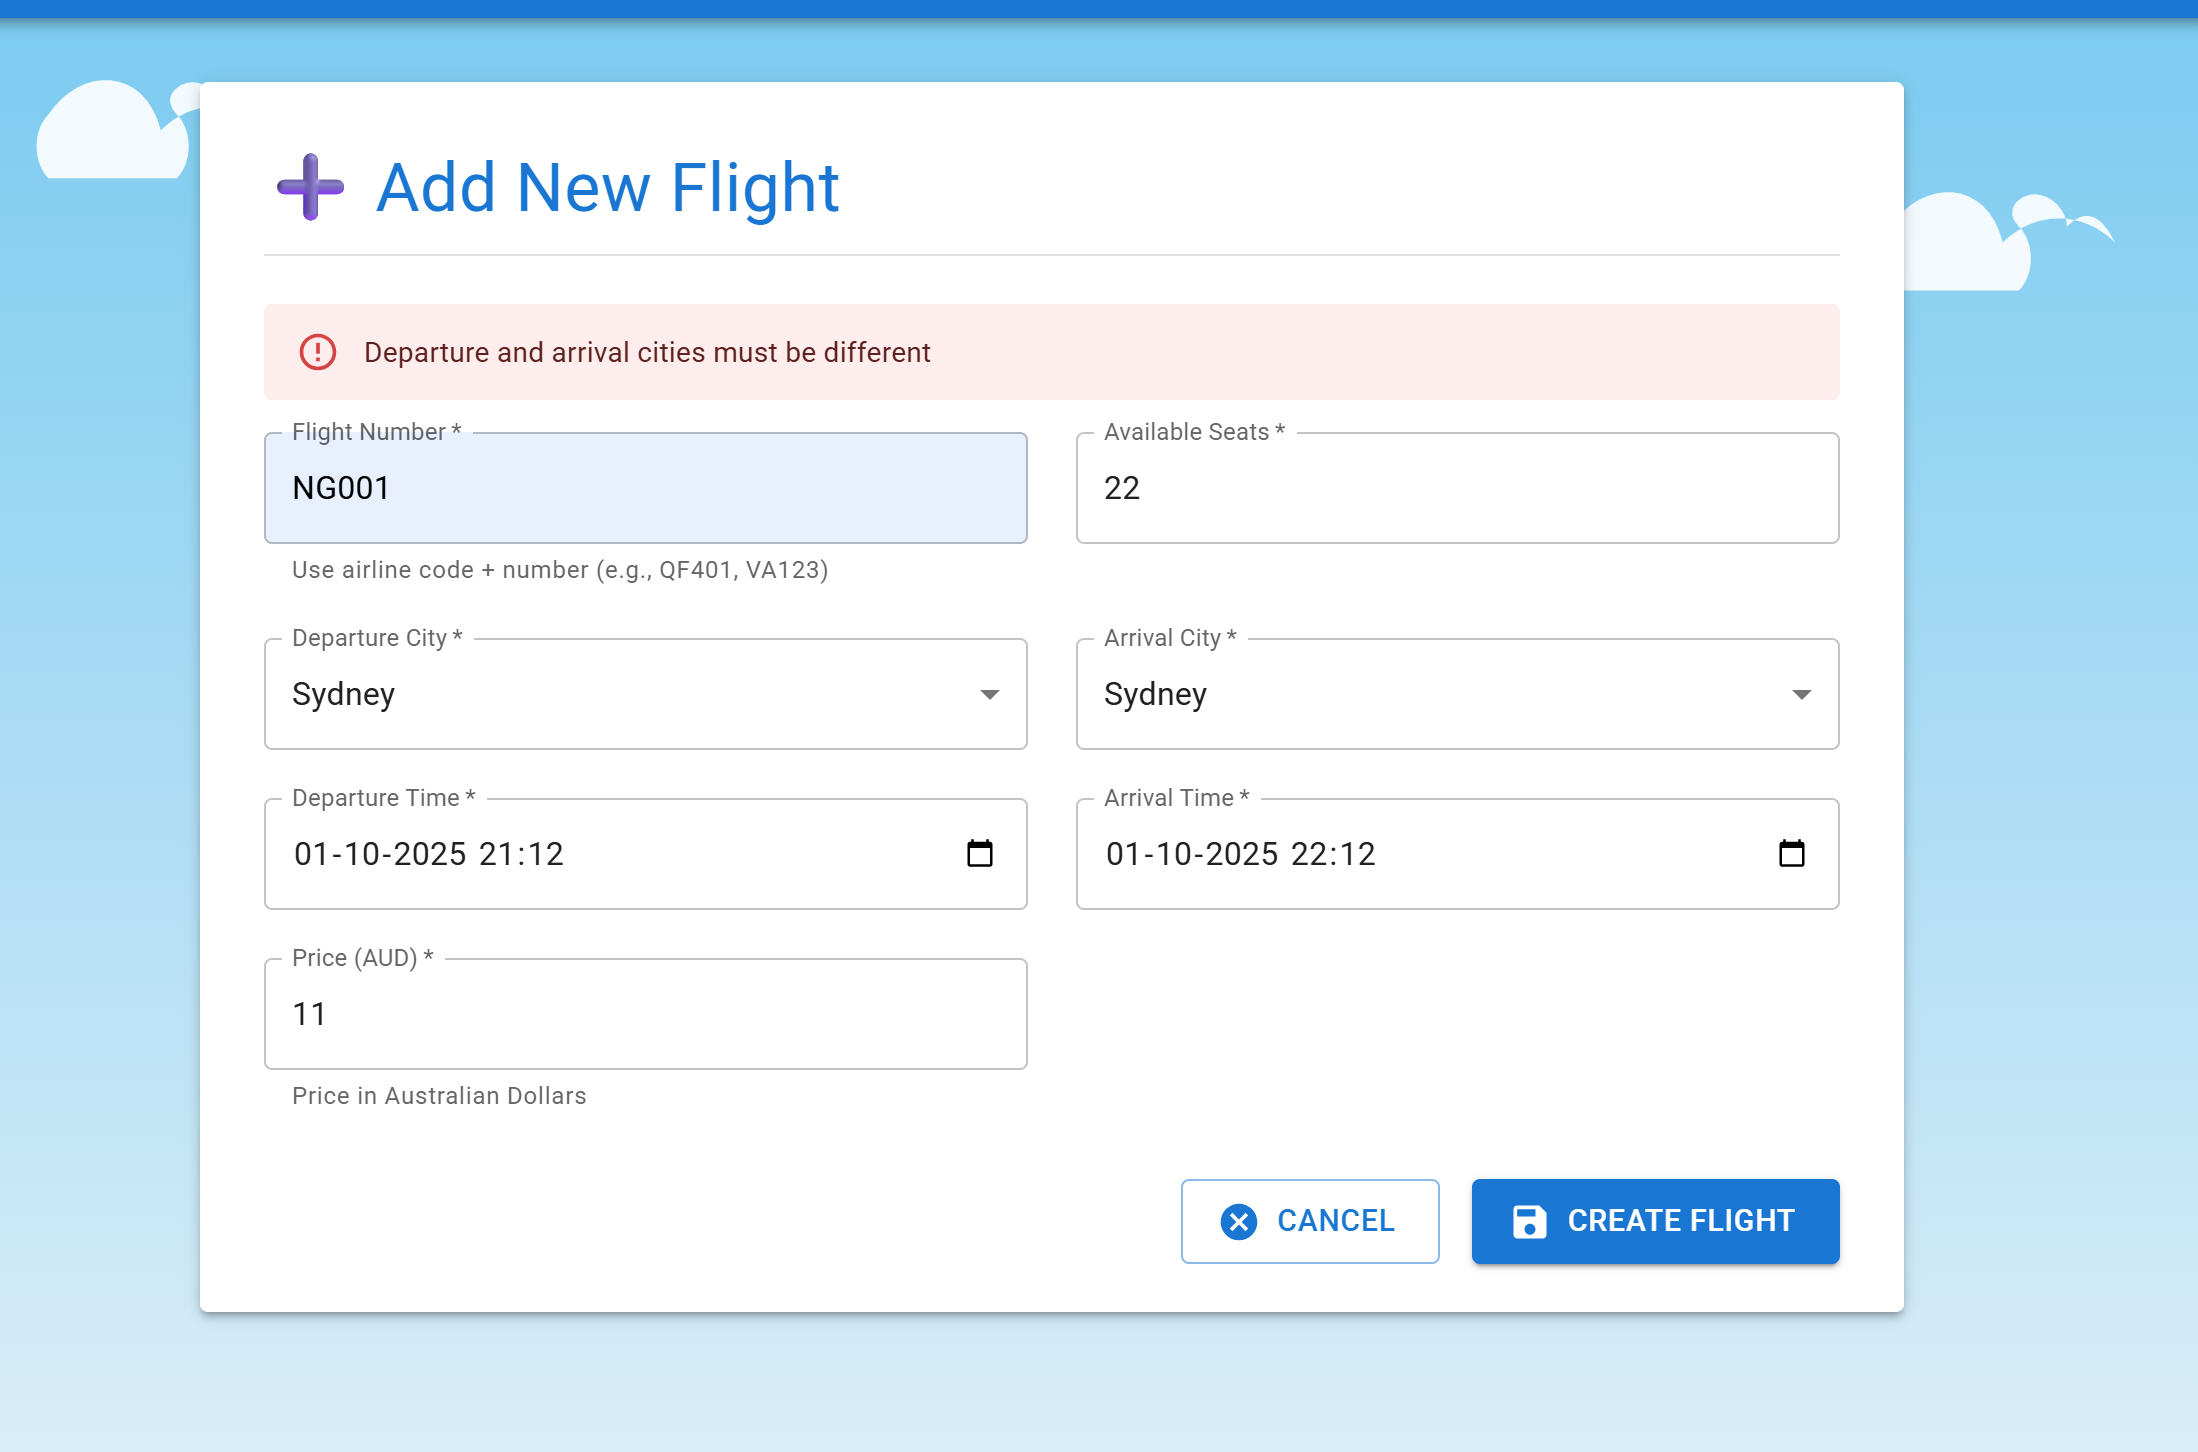 Add New Flight
Departure and arrival cities must be different
Flight Number *
NG001
Use airline code + number (e.g., QF401, VA123)
Available Seats *
22
Departure City *
Sydney
Arrival City *
Sydney
Departure Time *
01-10-2025 21:12
Arrival Time *
01-10-2025 22:12
Price (AUD) *
11
Price in Australian Dollars
CANCEL
CREATE FLIGHT